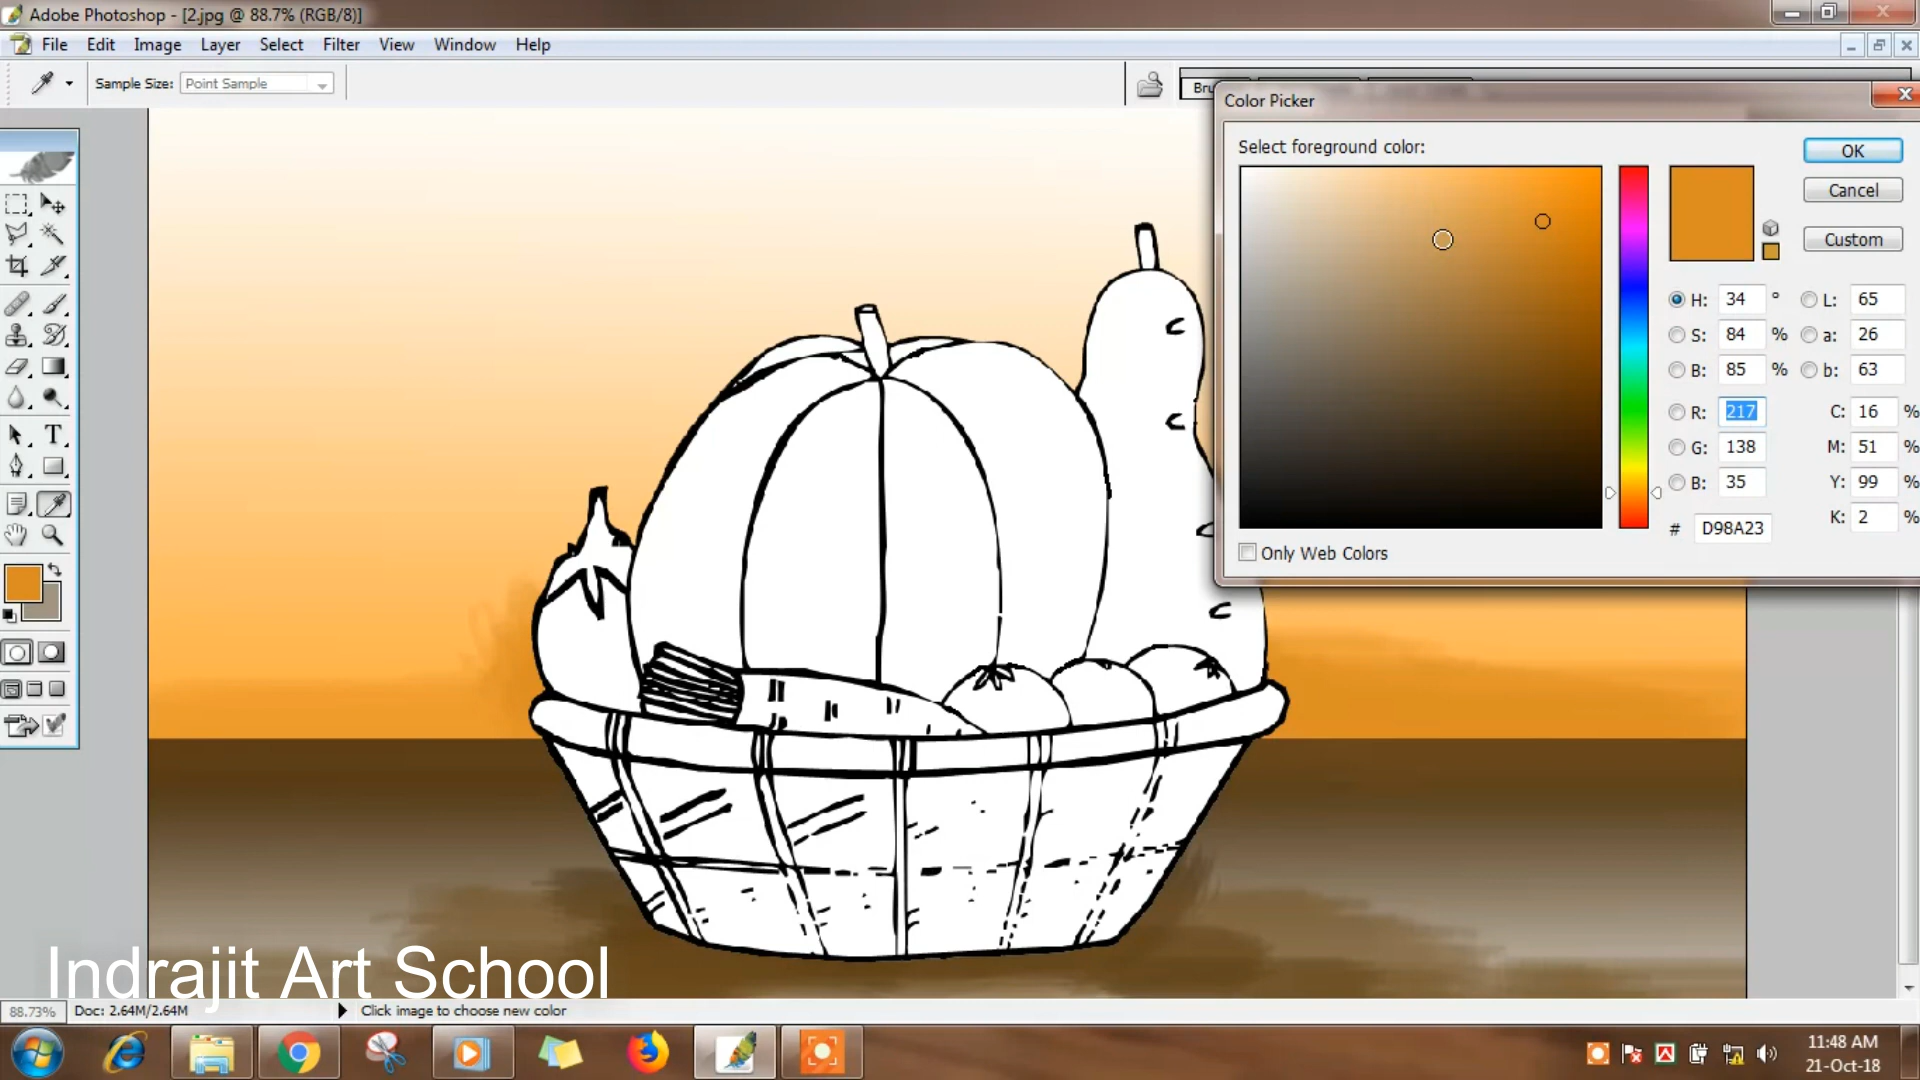 Adobe Photoshop - [2.jpg @ 88.7% (RGB/8)]
File Edit Image Layer Select Filter View Window Help
Sample Size: Point Sample
Color Picker
Select foreground color:
OK
Cancel
Custom
H: 34 ° L: 65
S: 84 % a: 26
B: 85 % b: 63
R: 217 C: 16 %
G: 138 M: 51 %
B: 35 Y: 99 %
# D98A23 K: 2 %
Only Web Colors
T
Indrajit Art School
88.73% Doc: 2.64M/2.64M Click image to choose new color
11:48 AM
21-Oct-18